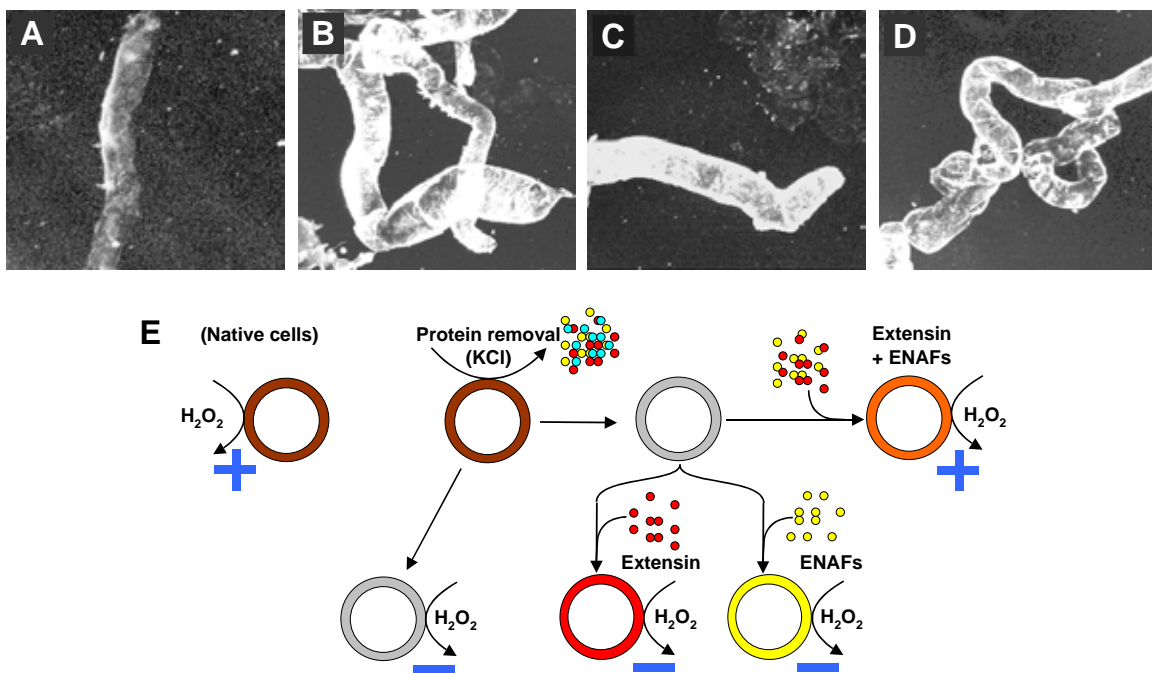 A
B
C
D
E
(Native cells)
Protein removal
(KCl)
Extensin
+ ENAFs
H₂O₂
H₂O₂
Extensin
ENAFs
H₂O₂
H₂O₂
H₂O₂